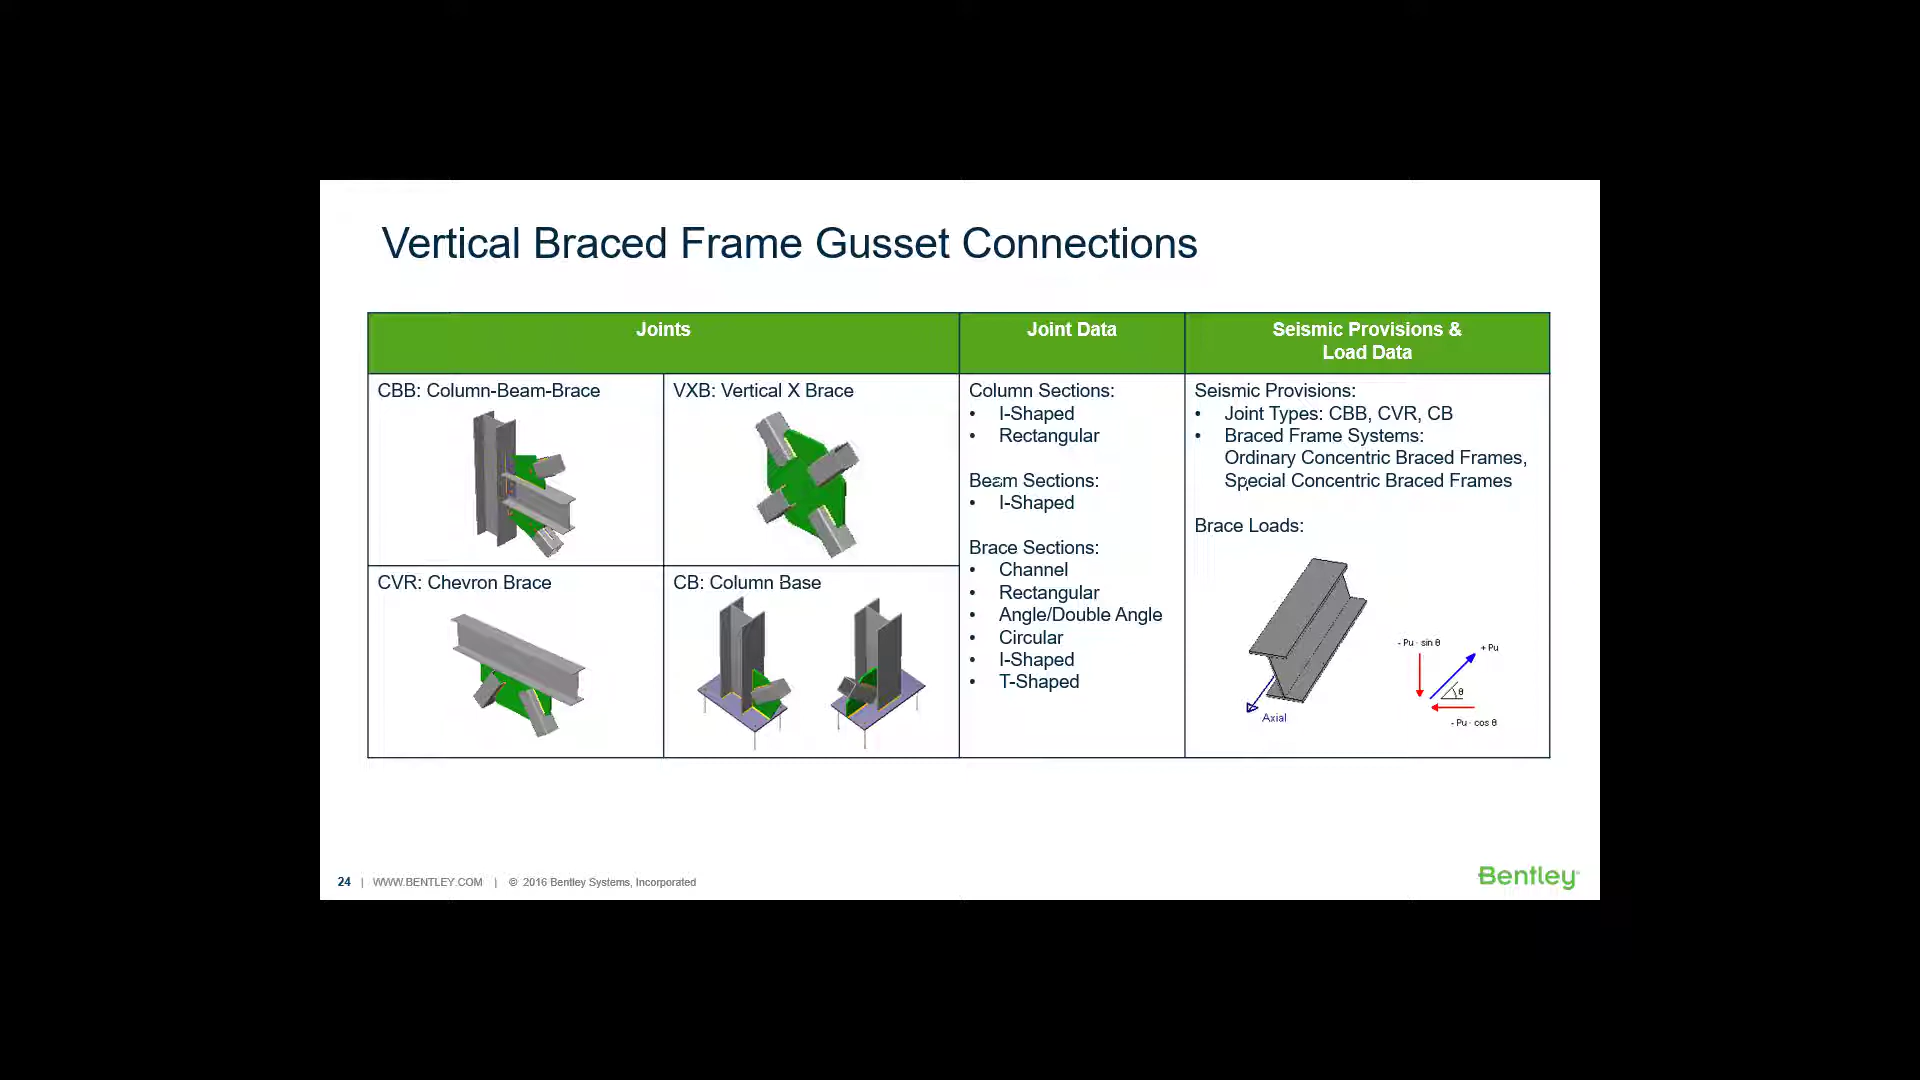 Vertical Braced Frame Gusset Connections
Joints
Joint Data
Seismic Provisions &
Load Data
CBB: Column-Beam-Brace
VXB: Vertical X Brace
CVR: Chevron Brace
CB: Column Base
Column Sections:
• I-Shaped
• Rectangular
Beam Sections:
• I-Shaped
Brace Sections:
• Channel
• Rectangular
• Angle/Double Angle
• Circular
• I-Shaped
• T-Shaped
Seismic Provisions:
• Joint Types: CBB, CVR, CB
• Braced Frame Systems:
Ordinary Concentric Braced Frames,
Special Concentric Braced Frames
Brace Loads:
Axial
- Pu · sin θ
+ Pu
θ
- Pu · cos θ
24 | WWW.BENTLEY.COM | © 2016 Bentley Systems, Incorporated
Bentley